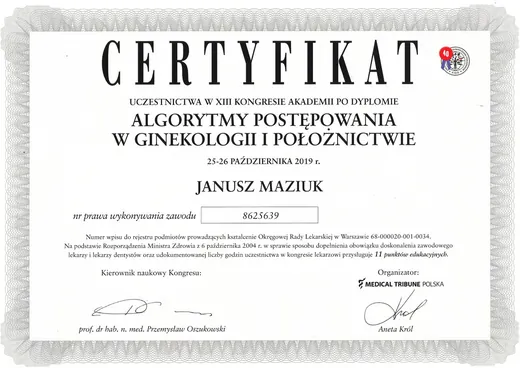 CERTYFIKAT
UCZESTNICTWA W XIII KONGRESIE AKADEMII PO DYPLOMIE
ALGORYTMY POSTĘPOWANIA
W GINEKOLOGII I POŁOŻNICTWIE
25-26 PAŹDZIERNIKA 2019 r.
JANUSZ MAZIUK
nr prawa wykonywania zawodu 8625639
Numer wpisu do rejestru podmiotów prowadzących kształcenie Okręgowej Rady Lekarskiej w Warszawie 68-000020-001-0034.
Na podstawie Rozporządzenia Ministra Zdrowia z 6 października 2004 r. w sprawie sposobu dopełnienia obowiązku doskonalenia zawodowego
lekarzy i lekarzy dentystów oraz udokumentowanej liczby godzin uczestnictwa w kongresie lekarzowi przysługuje 11 punktów edukacyjnych.
Kierownik naukowy Kongresu:
Organizator:
MEDICAL TRIBUNE POLSKA
prof. dr hab. n. med. Przemysław Oszukowski
Aneta Król